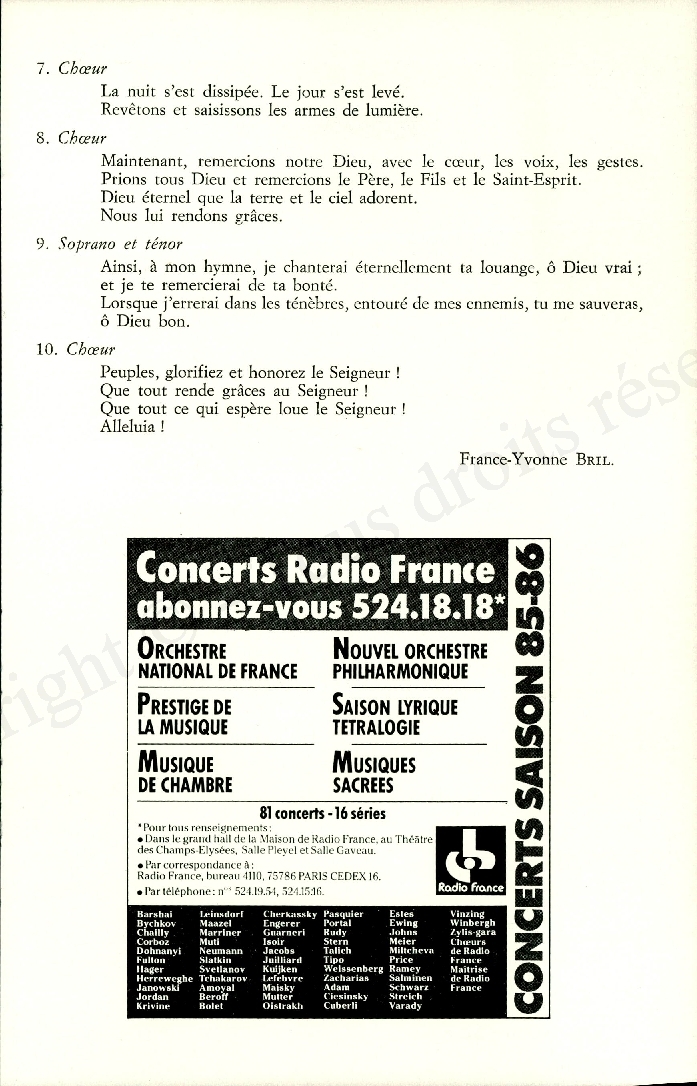 7. Chœur
La nuit s'est dissipée. Le jour s'est levé.
Revêtons et saisissons les armes de lumière.
8. Chœur
Maintenant, remercions notre Dieu, avec le cœur, les voix, les gestes.
Prions tous Dieu et remercions le Père, le Fils et le Saint-Esprit.
Dieu éternel que la terre et le ciel adorent.
Nous lui rendons grâces.
9. Soprano et ténor
Ainsi, à mon hymne, je chanterai éternellement ta louange, ô Dieu vrai ;
et je te remercierai de ta bonté.
Lorsque j'errerai dans les ténèbres, entouré de mes ennemis, tu me sauveras,
ô Dieu bon.
10. Chœur
Peuples, glorifiez et honorez le Seigneur !
Que tout rende grâces au Seigneur !
Que tout ce qui espère loue le Seigneur !
Alleluia !
France-Yvonne BRIL.
Concerts Radio France
abonnez-vous 524.18.18*
ORCHESTRE
NATIONAL DE FRANCE
NOUVEL ORCHESTRE
PHILHARMONIQUE
PRESTIGE DE
LA MUSIQUE
SAISON LYRIQUE
TETRALOGIE
MUSIQUE
DE CHAMBRE
MUSIQUES
SACREES
81 concerts - 16 séries
*Pour tous renseignements :
• Dans le grand hall de la Maison de Radio France, au Théâtre
des Champs-Elysées, Salle Pleyel et Salle Gaveau.
• Par correspondance à :
Radio France, bureau 4110, 75786 PARIS CEDEX 16.
• Par téléphone : nos 524.19.54, 524.15.16.
Radio France
Barshai
Bychkov
Chailly
Corboz
Dohnanyi
Fulton
Hager
Herreweghe
Janowski
Jordan
Krivine
Leinsdorf
Maazel
Marriner
Muti
Neumann
Slatkin
Svetlanov
Tchakarov
Amoyal
Beroff
Bolet
Cherkassky
Engerer
Guarneri
Isoir
Jacobs
Juilliard
Kuijken
Lefebvre
Maisky
Mutter
Oistrakh
Pasquier
Portal
Rudy
Stern
Talich
Tipo
Weissenberg
Zacharias
Adam
Ciesinsky
Cuberli
Estes
Ewing
Johns
Meier
Miltcheva
Price
Ramey
Salminen
Schwarz
Streich
Varady
Vinzing
Winbergh
Zylis-gara
Chœurs
de Radio
France
Maîtrise
de Radio
France
CONCERTS SAISON 85-86